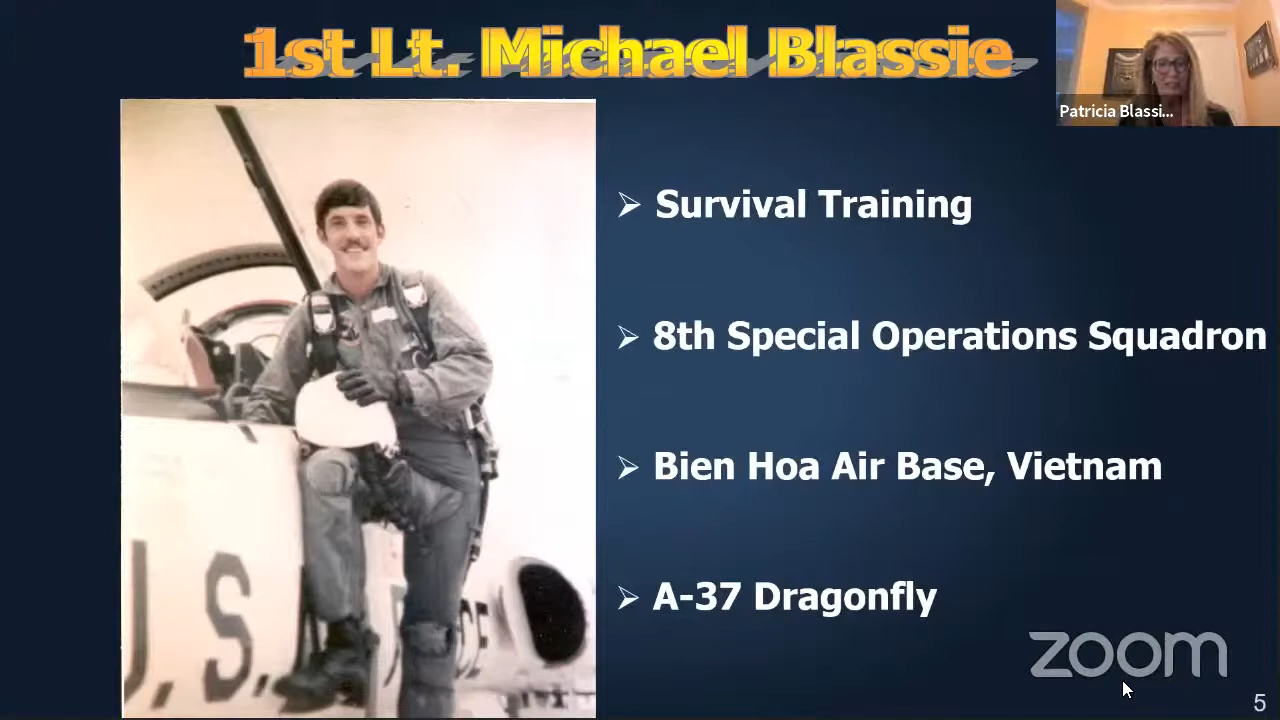 1st Lt. Michael Blassie
Patricia Blassi...
➢ Survival Training
➢ 8th Special Operations Squadron
➢ Bien Hoa Air Base, Vietnam
➢ A-37 Dragonfly
U.S.
zoom
5